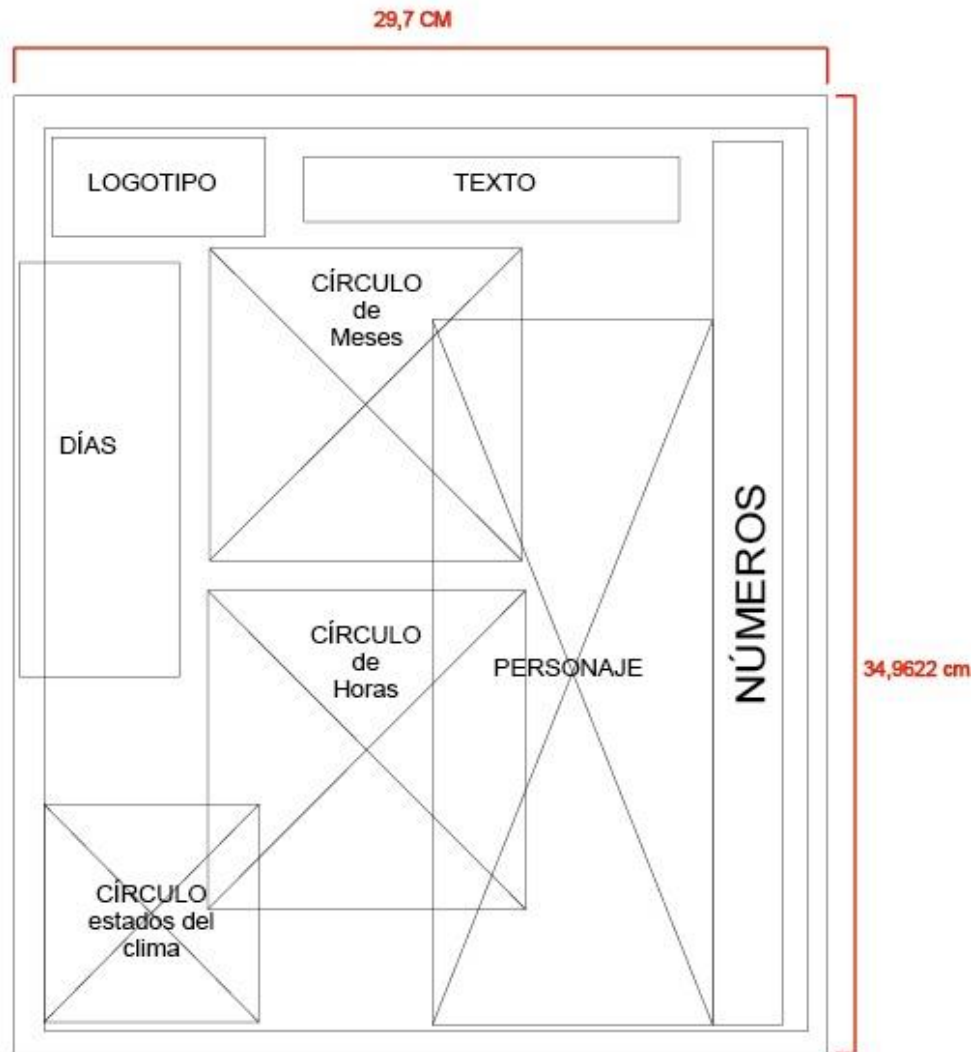 29,7 CM
LOGOTIPO
TEXTO
CÍRCULO
de
Meses
DÍAS
NÚMEROS
CÍRCULO
de
Horas
PERSONAJE
34,9622 cm
CÍRCULO
estados del
clima